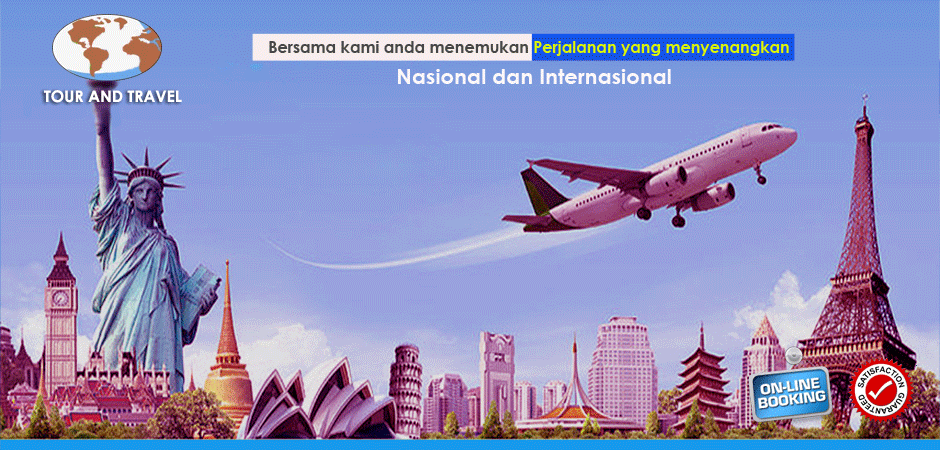 Bersama kami anda menemukan Perjalanan yang menyenangkan
Nasional dan Internasional
TOUR AND TRAVEL
ON-LINE
BOOKING
SATISFACTION
GUARANTEED